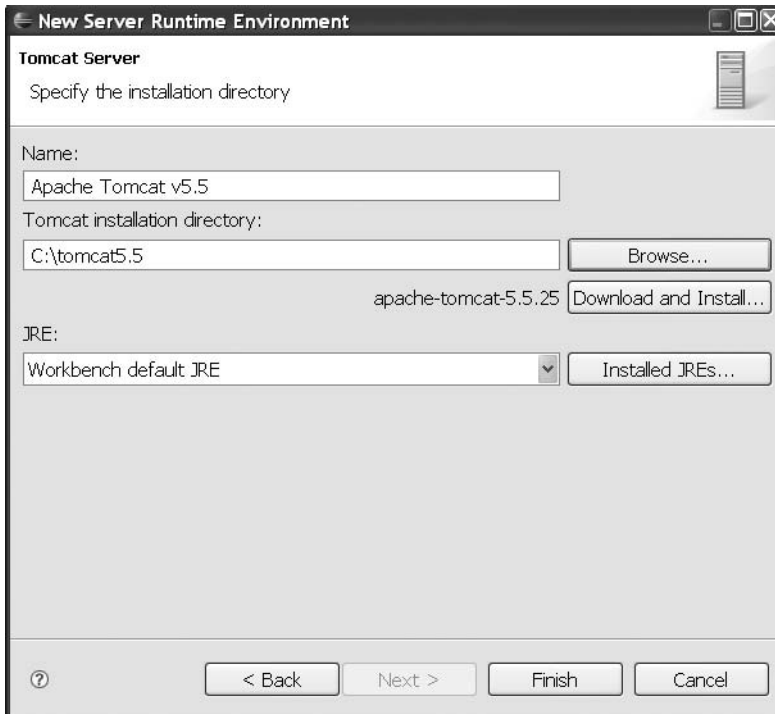 New Server Runtime Environment
Tomcat Server
Specify the installation directory
Name:
Apache Tomcat v5.5
Tomcat installation directory:
C:\tomcat5.5
Browse...
apache-tomcat-5.5.25 Download and Install...
JRE:
Workbench default JRE
Installed JREs...
?
< Back
Next >
Finish
Cancel